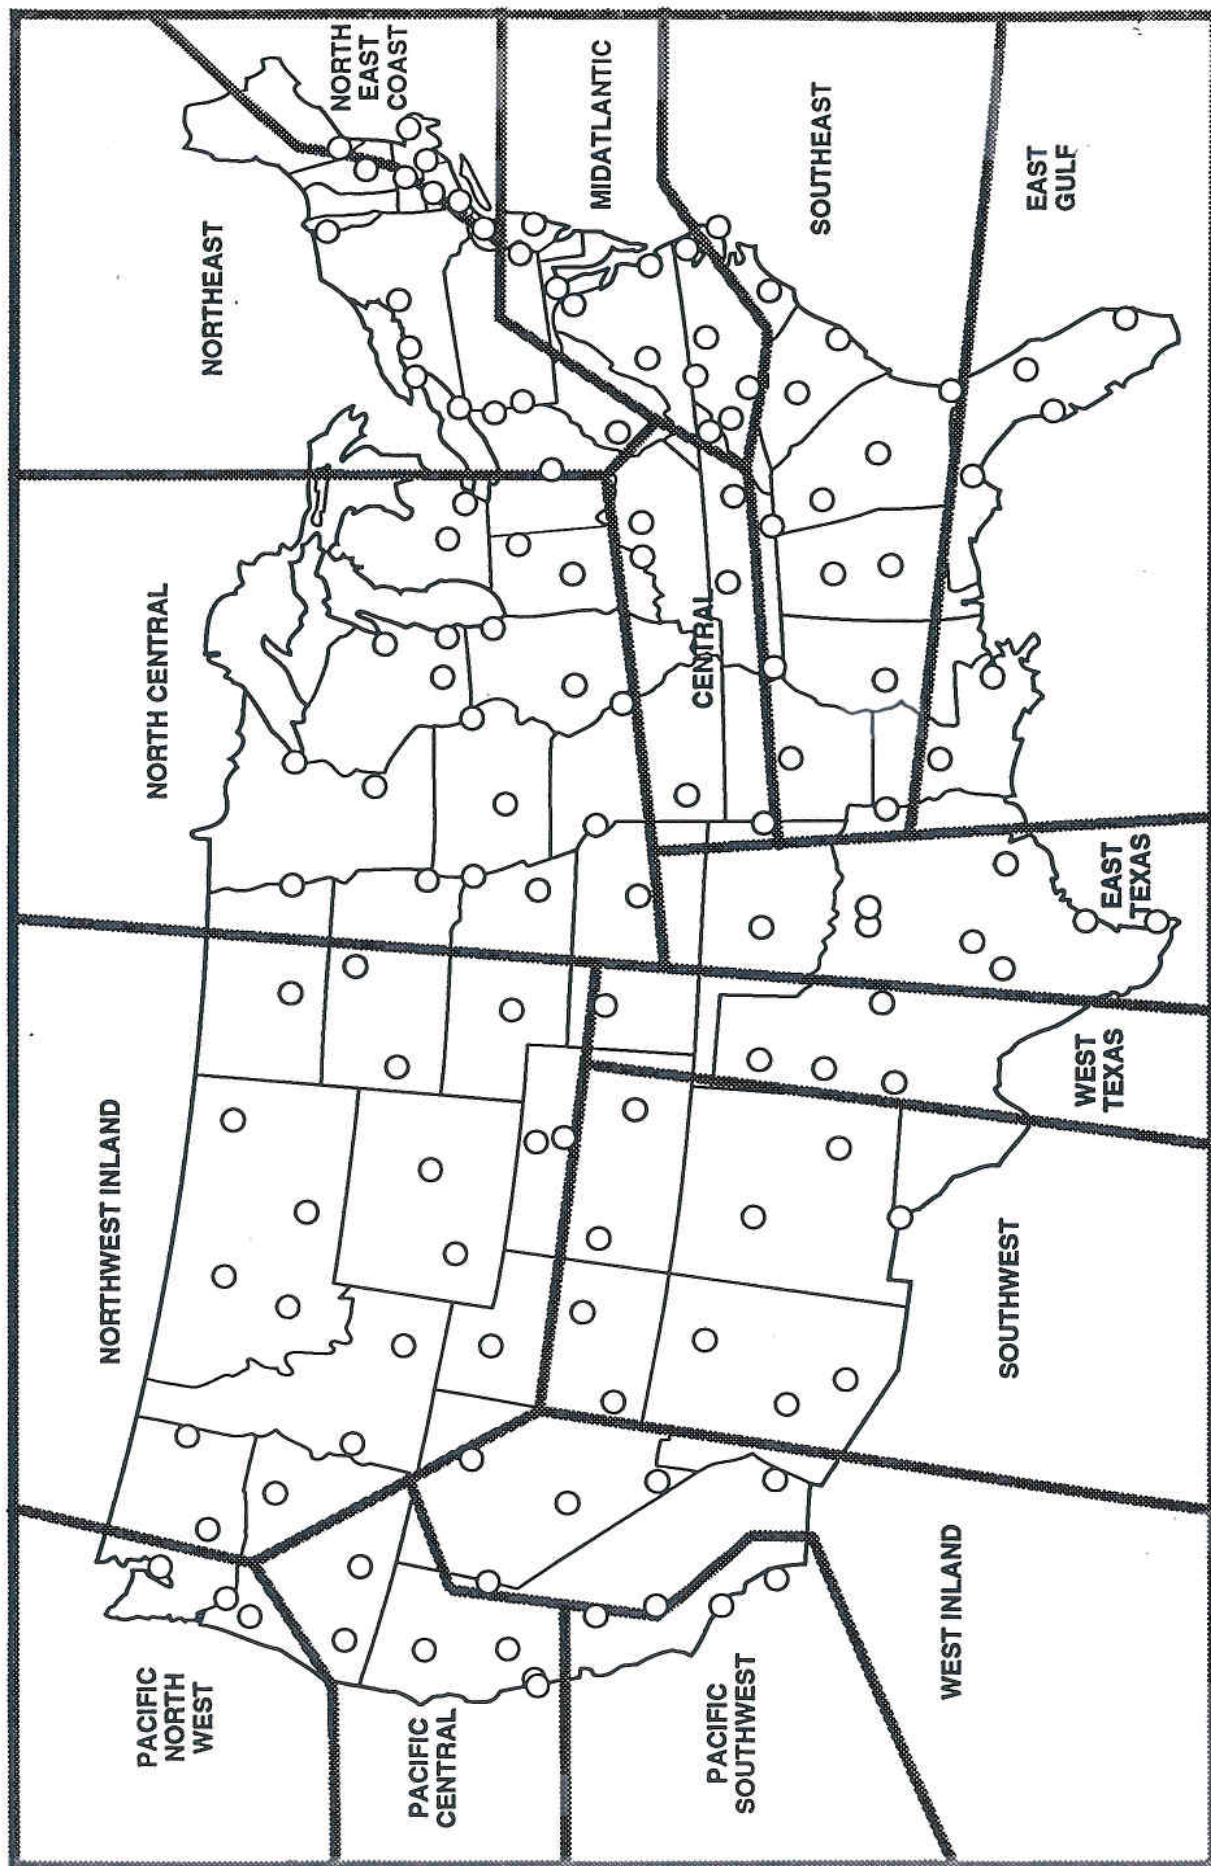 PACIFIC
NORTH
WEST
NORTHWEST INLAND
NORTH CENTRAL
NORTHEAST
NORTH
EAST
COAST
PACIFIC
CENTRAL
MIDATLANTIC
CENTRAL
PACIFIC
SOUTHWEST
SOUTHEAST
WEST INLAND
SOUTHWEST
WEST
TEXAS
EAST
TEXAS
EAST
GULF